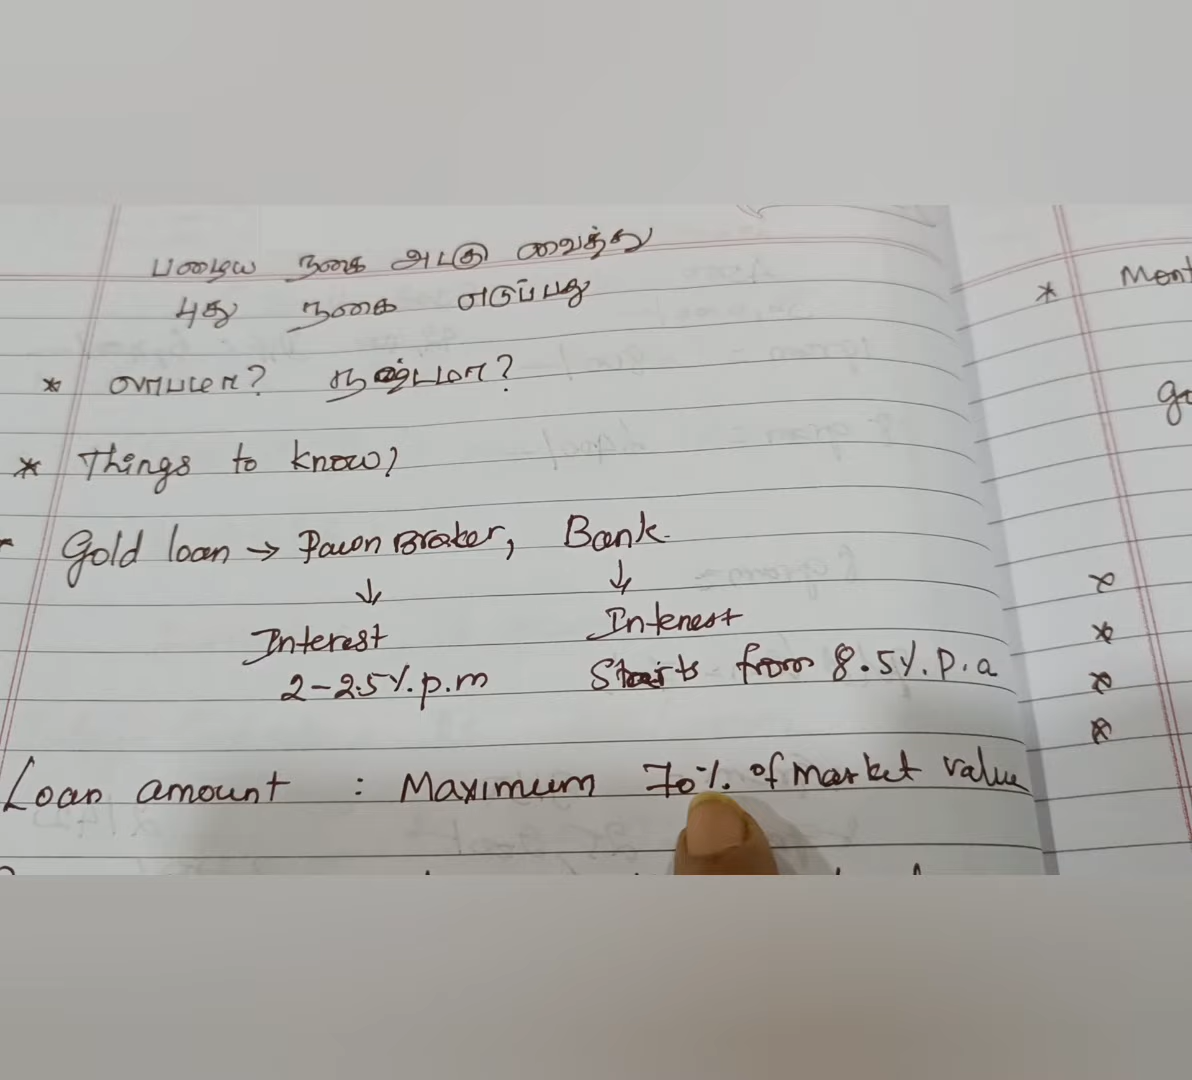 பழைய நகை அடகு வைத்து
புது நகை எடுப்பது
* லாபமா? நஷ்டமா?
* Things to know?
Gold loan → Pawn Broker, Bank.
↓ ↓
Interest Interest
2-2.5%.p.m Starts from 8.5%.p.a
Loan amount : Maximum 70%. of market value
*
*
*
*
*